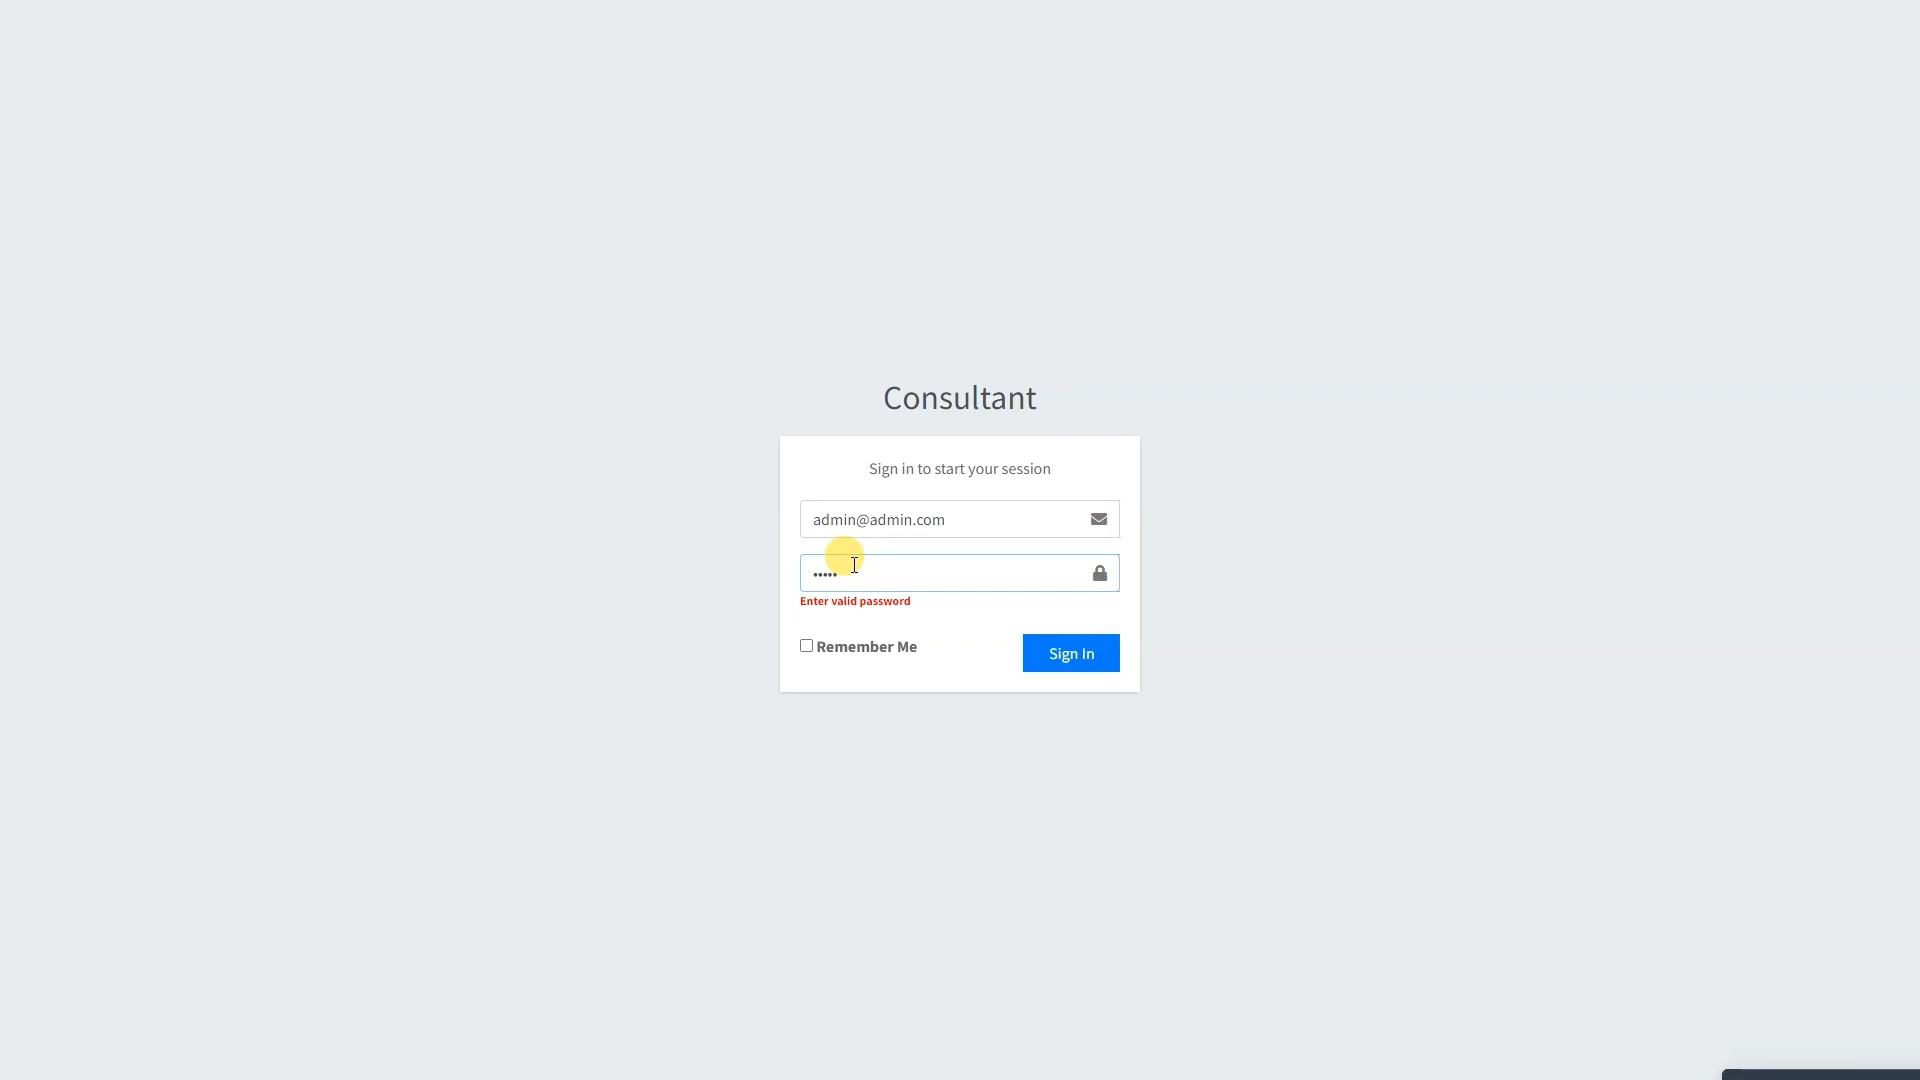 Consultant
Sign in to start your session
admin@admin.com
•••••
Enter valid password
Remember Me
Sign In